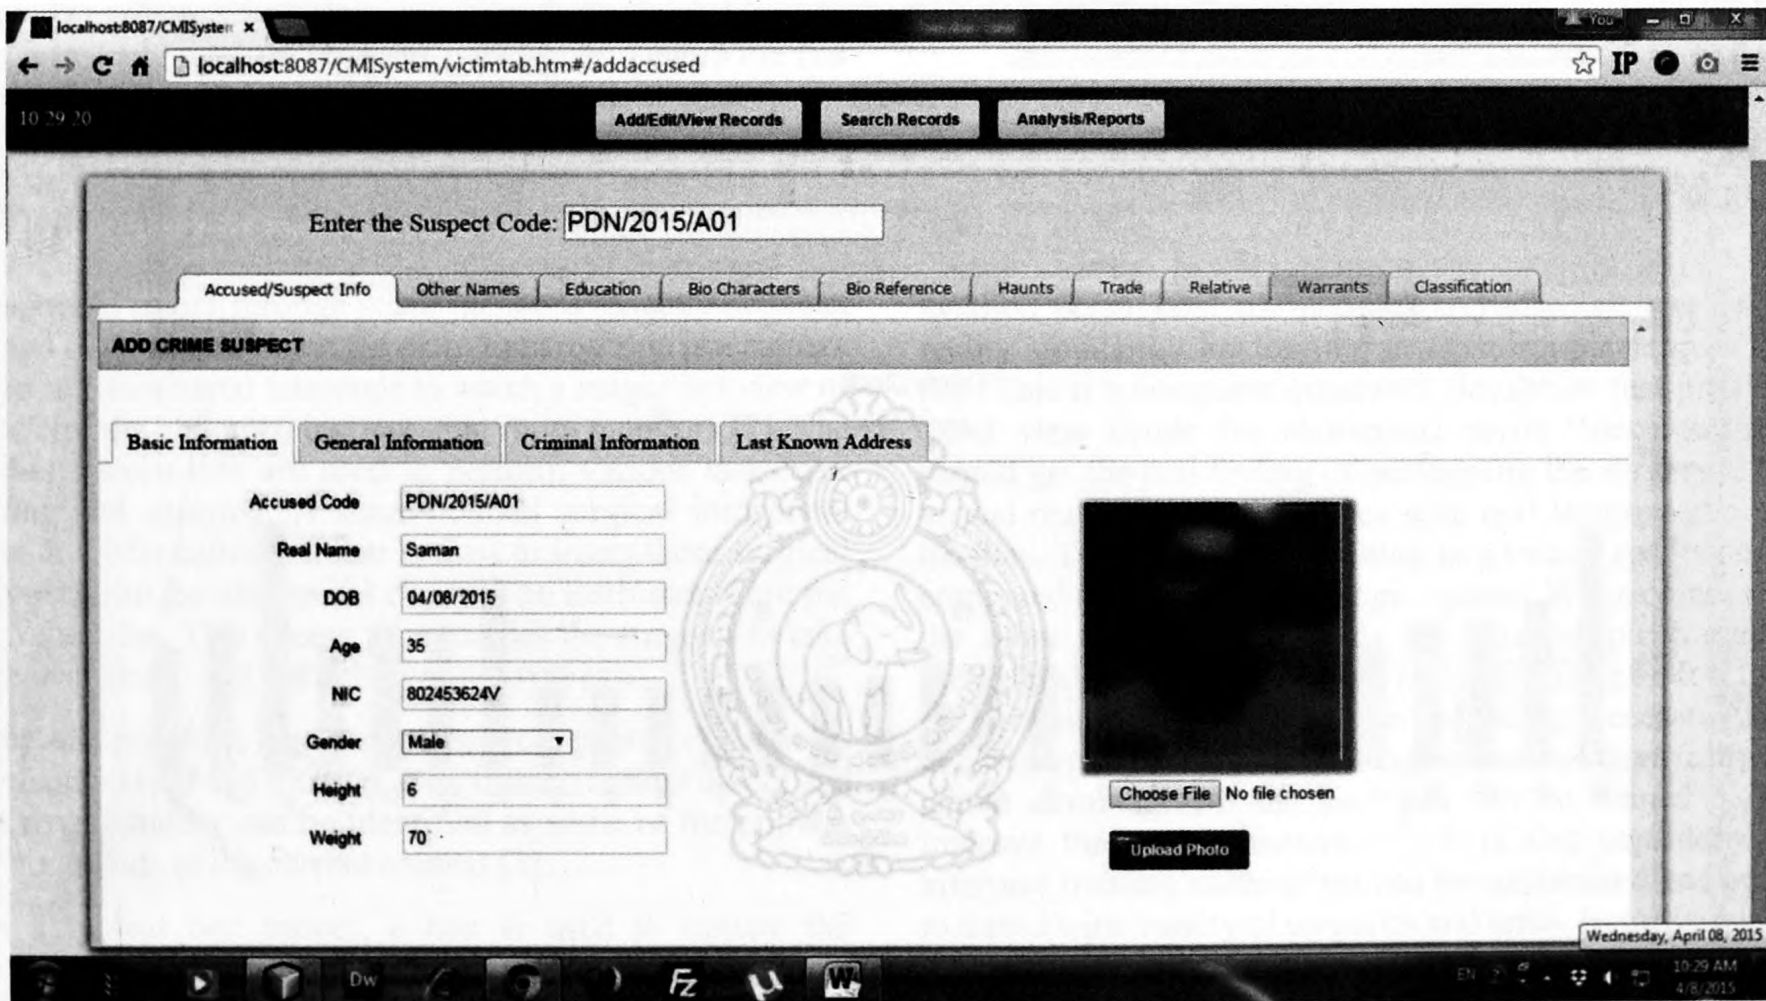 localhost:8087/CMISystem
You
localhost:8087/CMISystem/victimtab.htm#/addaccused
IP
10 29 20
Add/Edit/View Records
Search Records
Analysis/Reports
Enter the Suspect Code: PDN/2015/A01
Accused/Suspect Info
Other Names
Education
Bio Characters
Bio Reference
Haunts
Trade
Relative
Warrants
Classification
ADD CRIME SUSPECT
Basic Information
General Information
Criminal Information
Last Known Address
Accused Code PDN/2015/A01
Real Name Saman
DOB 04/08/2015
Age 35
NIC 802453624V
Gender Male
Height 6
Weight 70
Choose File No file chosen
Upload Photo
Wednesday, April 08, 2015
Dw
Fz
µ
W
EN
10:29 AM
4/8/2015